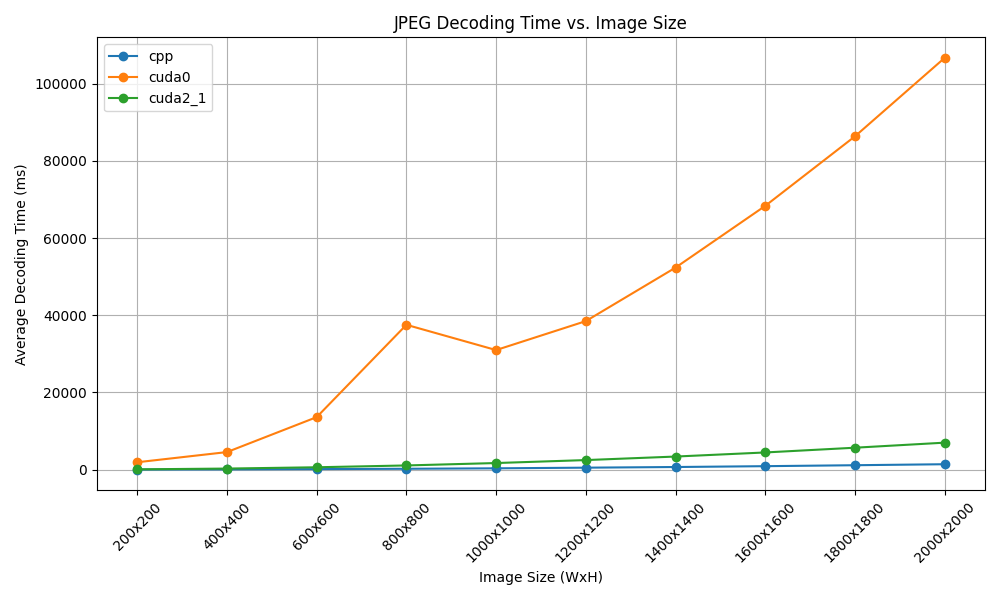 JPEG Decoding Time vs. Image Size
cpp
cuda0
cuda2_1
Average Decoding Time (ms)
100000
80000
60000
40000
20000
0
200x200
400x400
600x600
800x800
1000x1000
1200x1200
1400x1400
1600x1600
1800x1800
2000x2000
Image Size (WxH)